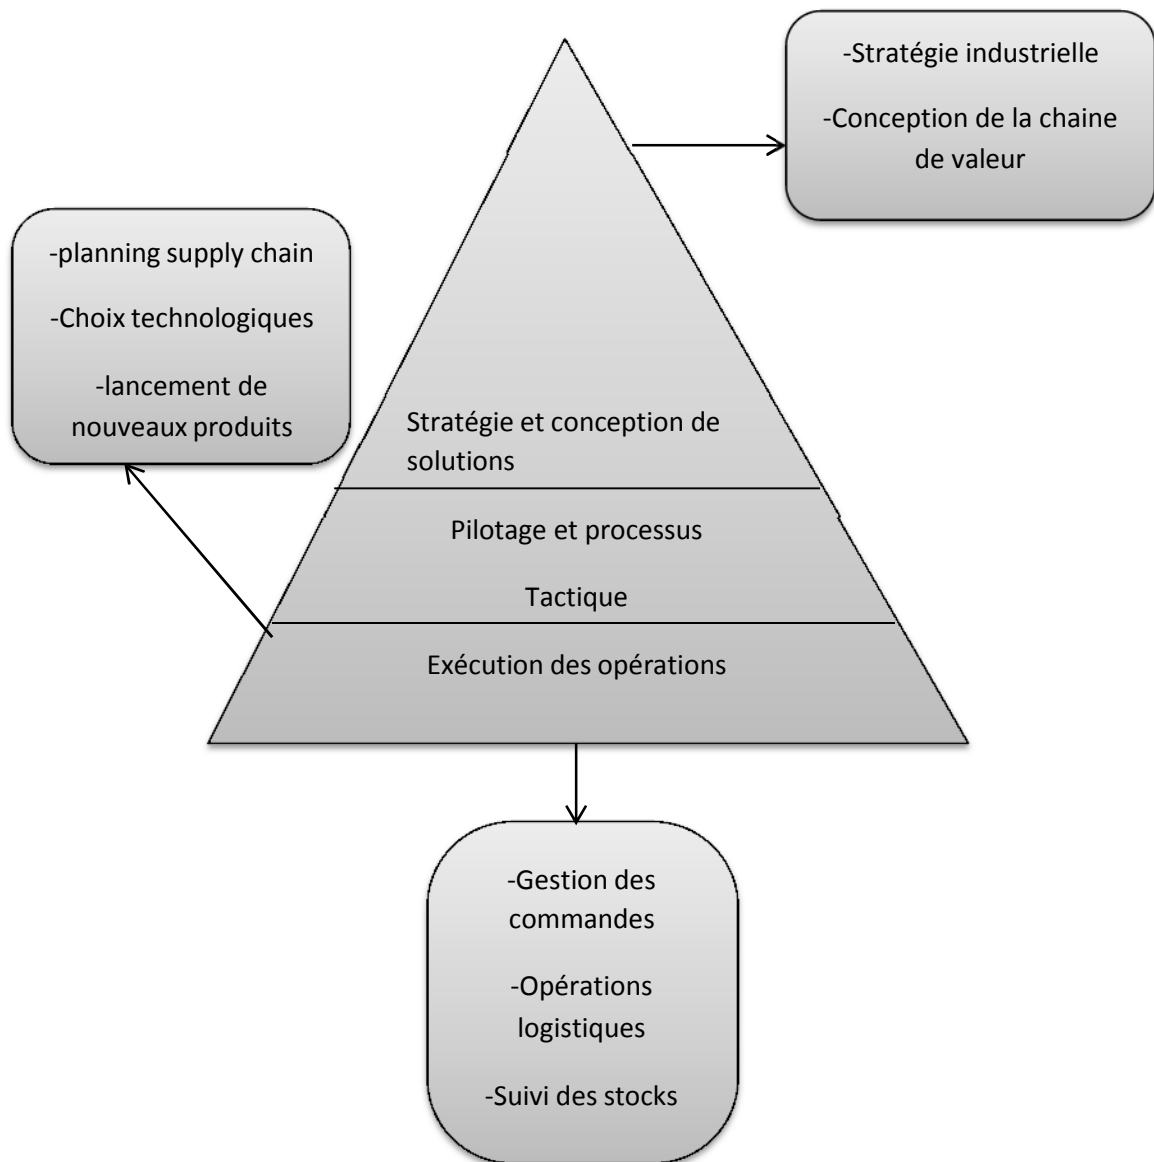 -Stratégie industrielle
-Conception de la chaine
de valeur
-planning supply chain
-Choix technologiques
-lancement de
nouveaux produits
Stratégie et conception de
solutions
Pilotage et processus
Tactique
Exécution des opérations
-Gestion des
commandes
-Opérations
logistiques
-Suivi des stocks